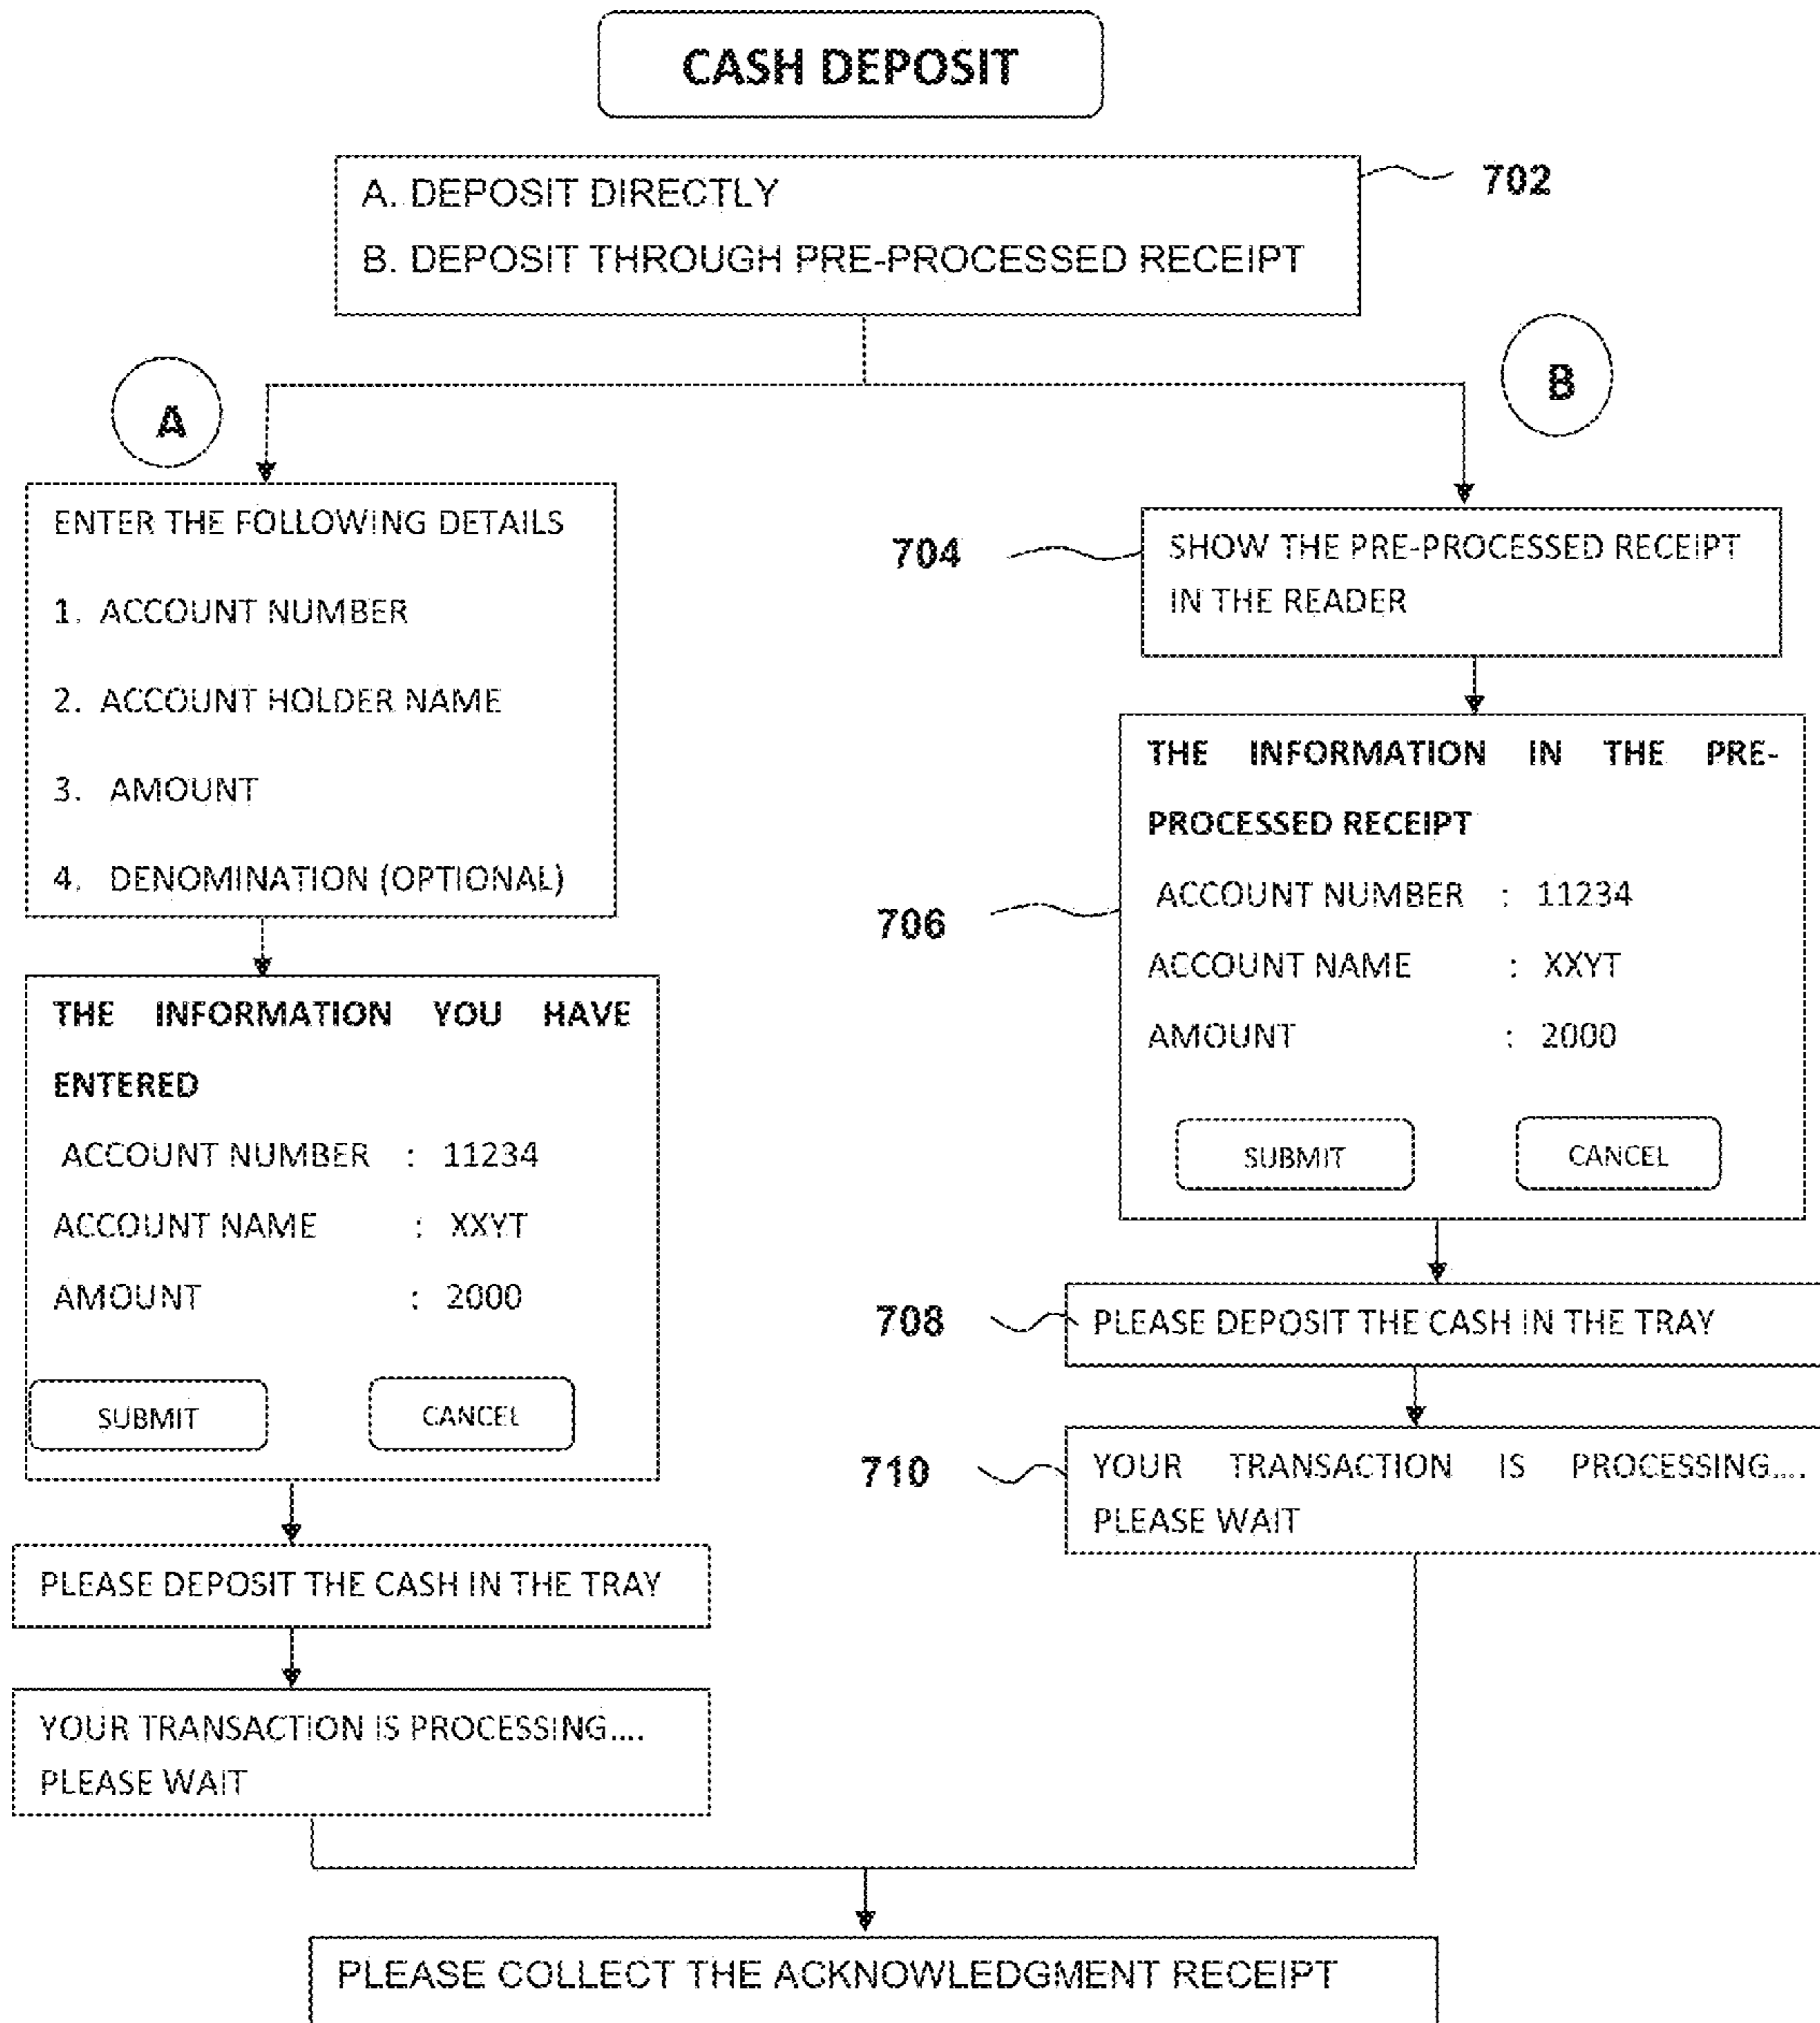 CASH DEPOSIT
A. DEPOSIT DIRECTLY
B. DEPOSIT THROUGH PRE-PROCESSED RECEIPT
702
A
B
ENTER THE FOLLOWING DETAILS
1. ACCOUNT NUMBER
2. ACCOUNT HOLDER NAME
3. AMOUNT
4. DENOMINATION (OPTIONAL)
THE INFORMATION YOU HAVE
ENTERED
ACCOUNT NUMBER : 11234
ACCOUNT NAME : XXYT
AMOUNT : 2000
SUBMIT CANCEL
PLEASE DEPOSIT THE CASH IN THE TRAY
YOUR TRANSACTION IS PROCESSING....
PLEASE WAIT
704
SHOW THE PRE-PROCESSED RECEIPT
IN THE READER
706
THE INFORMATION IN THE PRE-
PROCESSED RECEIPT
ACCOUNT NUMBER : 11234
ACCOUNT NAME : XXYT
AMOUNT : 2000
SUBMIT CANCEL
708
PLEASE DEPOSIT THE CASH IN THE TRAY
710
YOUR TRANSACTION IS PROCESSING....
PLEASE WAIT
PLEASE COLLECT THE ACKNOWLEDGMENT RECEIPT